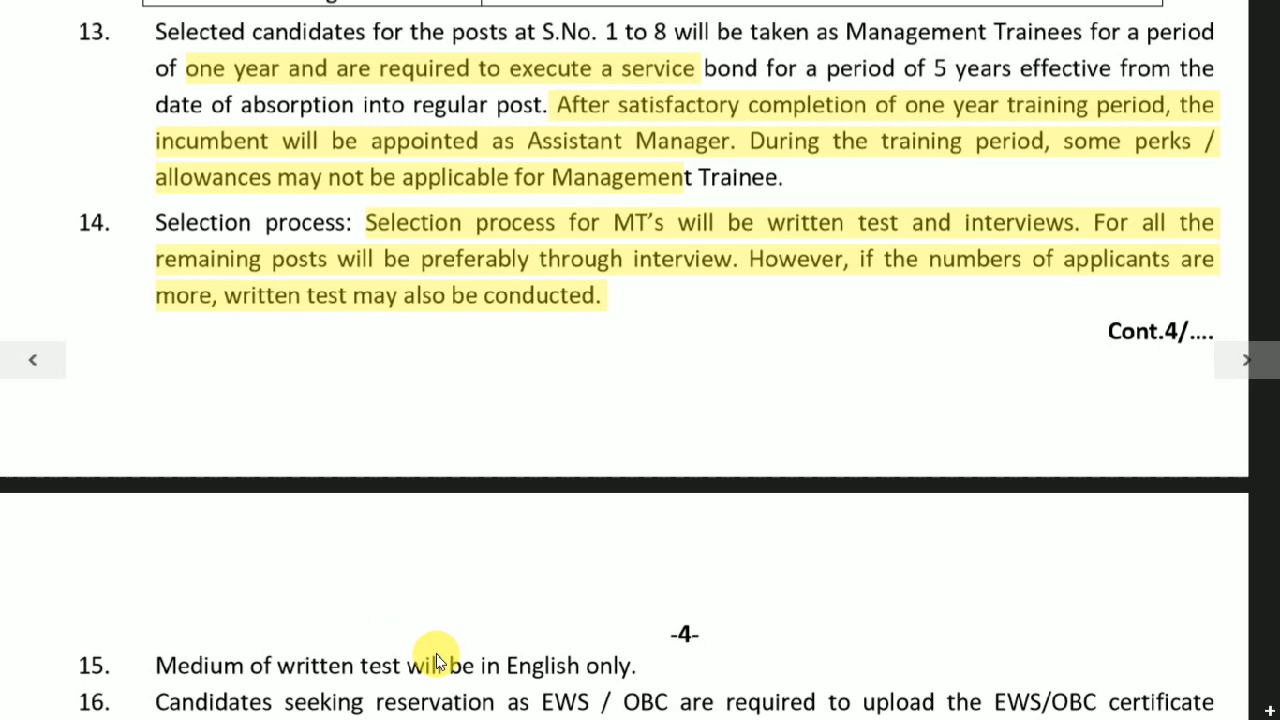 13. Selected candidates for the posts at S.No. 1 to 8 will be taken as Management Trainees for a period
of one year and are required to execute a service bond for a period of 5 years effective from the
date of absorption into regular post. After satisfactory completion of one year training period, the
incumbent will be appointed as Assistant Manager. During the training period, some perks /
allowances may not be applicable for Management Trainee.
14. Selection process: Selection process for MT’s will be written test and interviews. For all the
remaining posts will be preferably through interview. However, if the numbers of applicants are
more, written test may also be conducted.
Cont.4/....
-4-
15. Medium of written test will be in English only.
16. Candidates seeking reservation as EWS / OBC are required to upload the EWS/OBC certificate